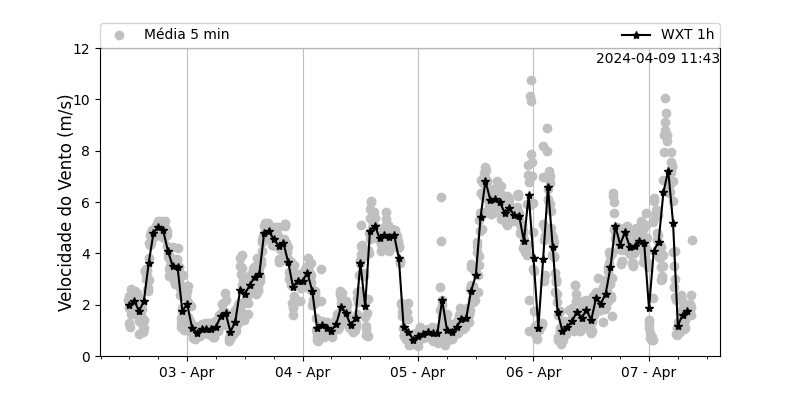 Média 5 min
WXT 1h
2024-04-09 11:43
Velocidade do Vento (m/s)
12
10
8
6
4
2
0
03 - Apr
04 - Apr
05 - Apr
06 - Apr
07 - Apr